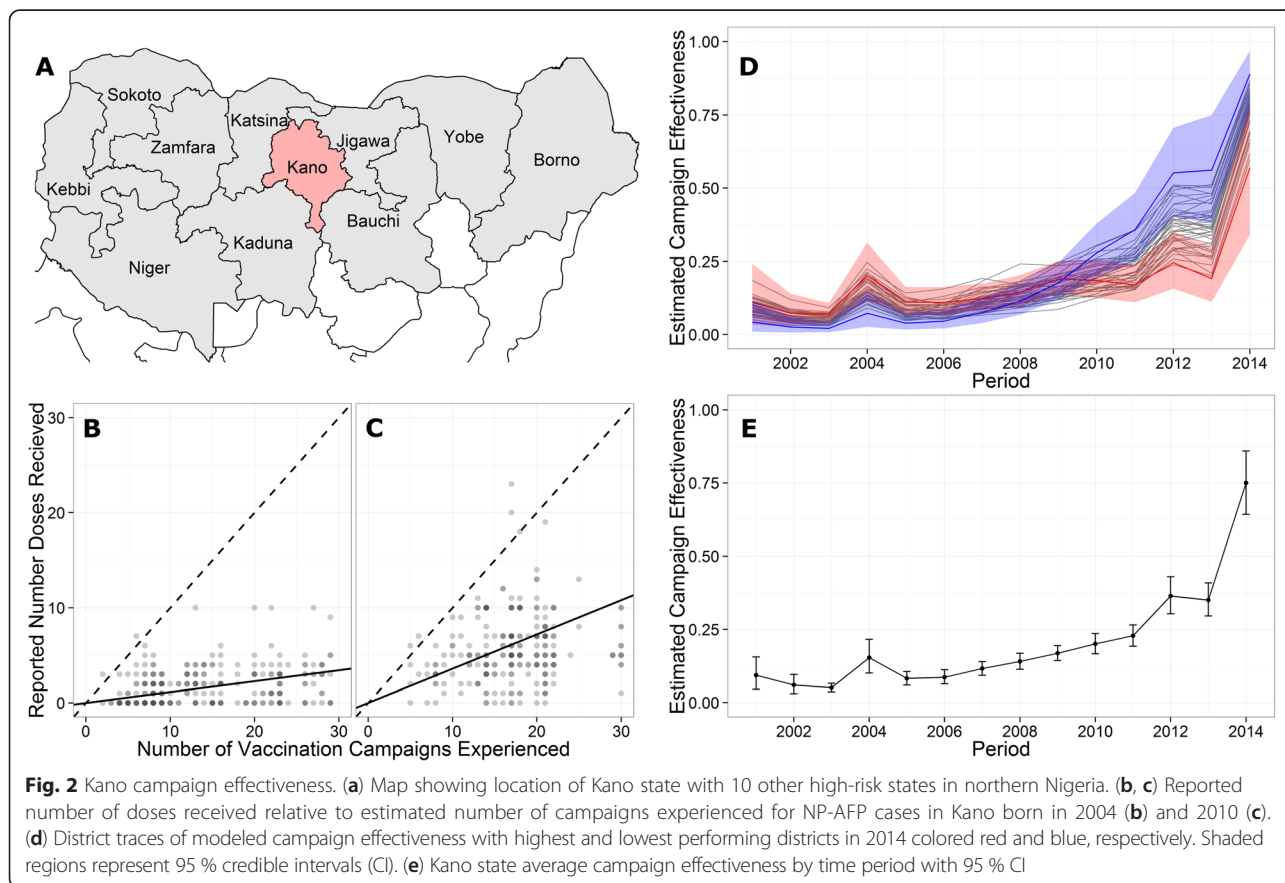 A
Sokoto
Katsina
Zamfara
Jigawa
Yobe
Kano
Borno
Kebbi
Bauchi
Kaduna
Niger
D
Estimated Campaign Effectiveness
1.00
0.75
0.50
0.25
0.00
2002 2004 2006 2008 2010 2012 2014
Period
B
C
Reported Number Doses Recieved
30
20
10
0
0 10 20 30
0 10 20 30
Number of Vaccination Campaigns Experienced
E
Estimated Campaign Effectiveness
1.00
0.75
0.50
0.25
0.00
2002 2004 2006 2008 2010 2012 2014
Period
Fig. 2 Kano campaign effectiveness. (a) Map showing location of Kano state with 10 other high-risk states in northern Nigeria. (b, c) Reported
number of doses received relative to estimated number of campaigns experienced for NP-AFP cases in Kano born in 2004 (b) and 2010 (c).
(d) District traces of modeled campaign effectiveness with highest and lowest performing districts in 2014 colored red and blue, respectively. Shaded
regions represent 95 % credible intervals (CI). (e) Kano state average campaign effectiveness by time period with 95 % CI